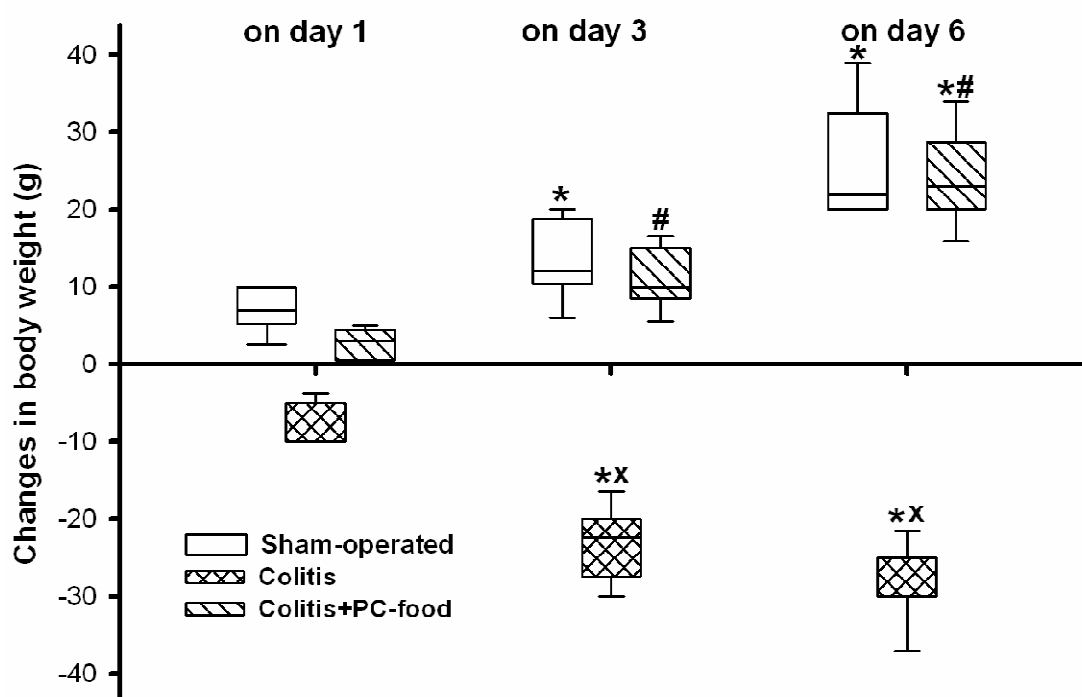 on day 1 on day 3 on day 6
40
30
20
10
0
-10
-20
-30
-40
Changes in body weight (g)
*
*#
*
#
*x
*x
Sham-operated
Colitis
Colitis+PC-food